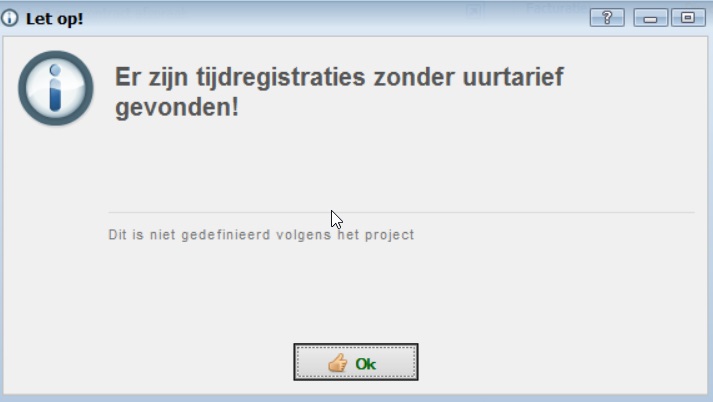 Let op!
?
Er zijn tijdregistraties zonder uurtarief
gevonden!
Dit is niet gedefinieerd volgens het project
Ok